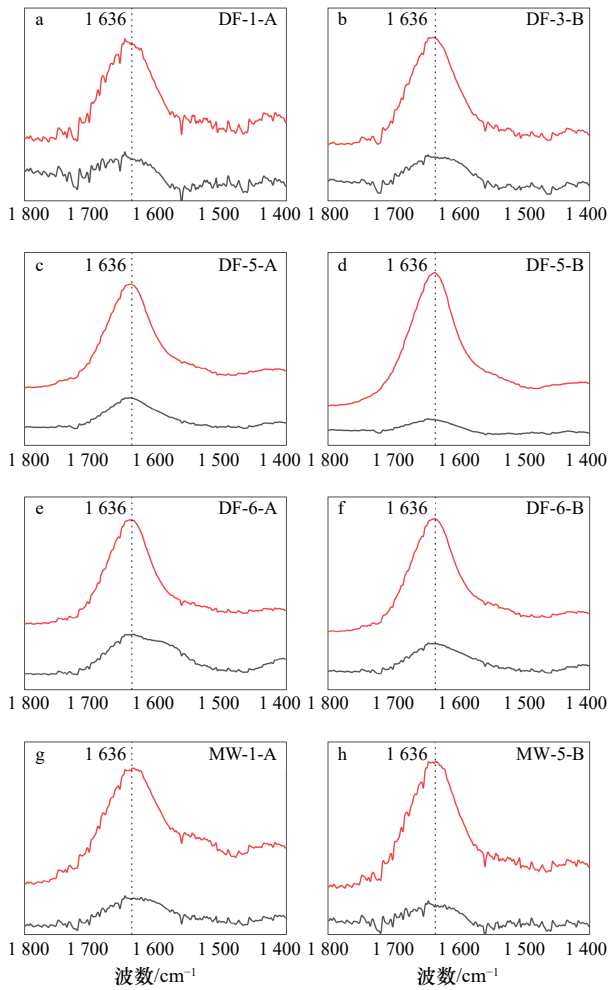 a 1 636 DF-1-A
b 1 636 DF-3-B
1 800 1 700 1 600 1 500 1 400
1 800 1 700 1 600 1 500 1 400
c 1 636 DF-5-A
d 1 636 DF-5-B
1 800 1 700 1 600 1 500 1 400
1 800 1 700 1 600 1 500 1 400
e 1 636 DF-6-A
f 1 636 DF-6-B
1 800 1 700 1 600 1 500 1 400
1 800 1 700 1 600 1 500 1 400
g 1 636 MW-1-A
h 1 636 MW-5-B
1 800 1 700 1 600 1 500 1 400
1 800 1 700 1 600 1 500 1 400
波数/cm⁻¹
波数/cm⁻¹